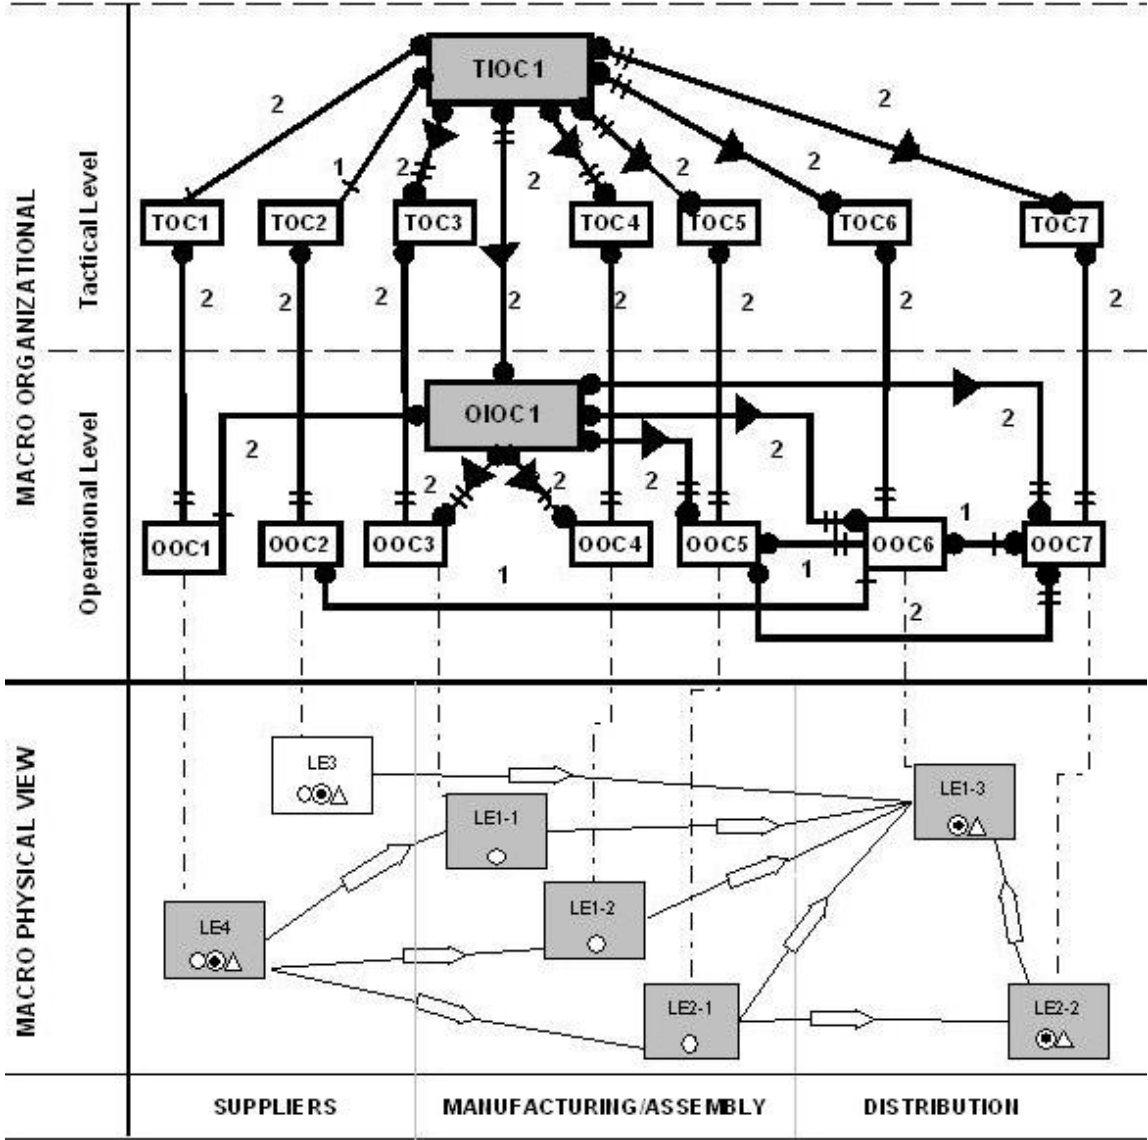 TIOC1
2
2
1
2
2
2
2
TOC1
TOC2
TOC3
TOC4
TOC5
TOC6
TOC7
2
2
2
2
2
2
2
2
OIOC1
2
2
2
2
2
2
1
OOC1
OOC2
OOC3
OOC4
OOC5
OOC6
OOC7
1
1
2
MACRO ORGANIZATIONAL
Tactical Level
Operational Level
LE3
LE1-3
LE1-1
LE1-2
LE4
LE2-1
LE2-2
MACRO PHYSICAL VIEW
SUPPLIERS
MANUFACTURING/ASSEMBLY
DISTRIBUTION